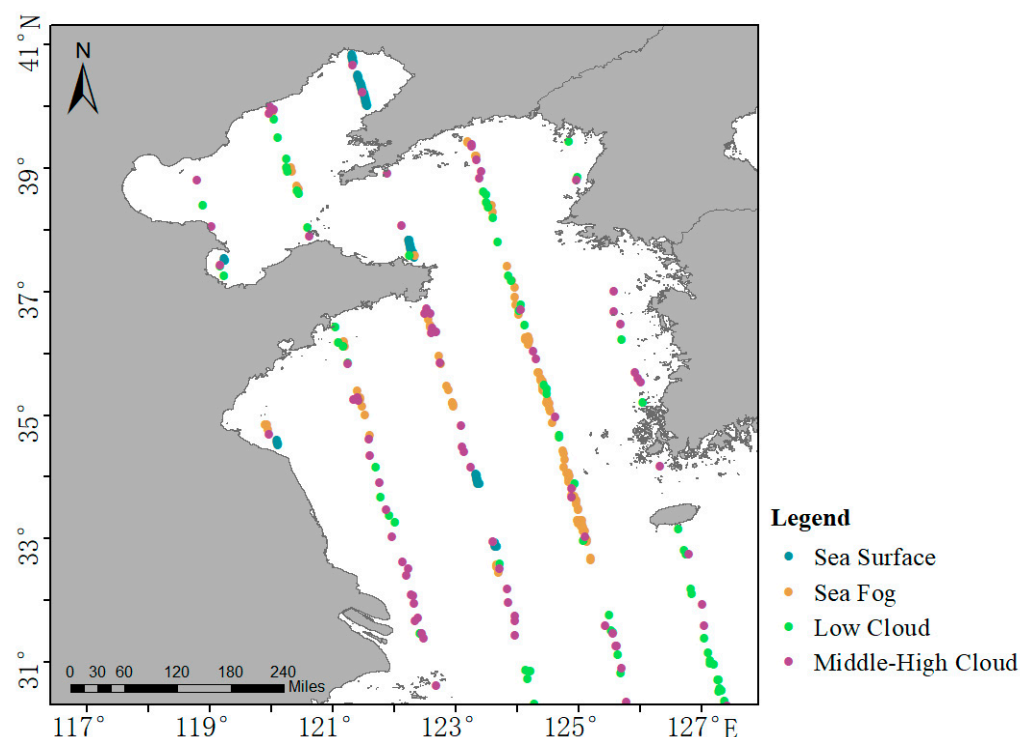 41°N
39°
37°
35°
33°
31°
N
0 30 60 120 180 240
Miles
117° 119° 121° 123° 125° 127°E
Legend
Sea Surface
Sea Fog
Low Cloud
Middle-High Cloud